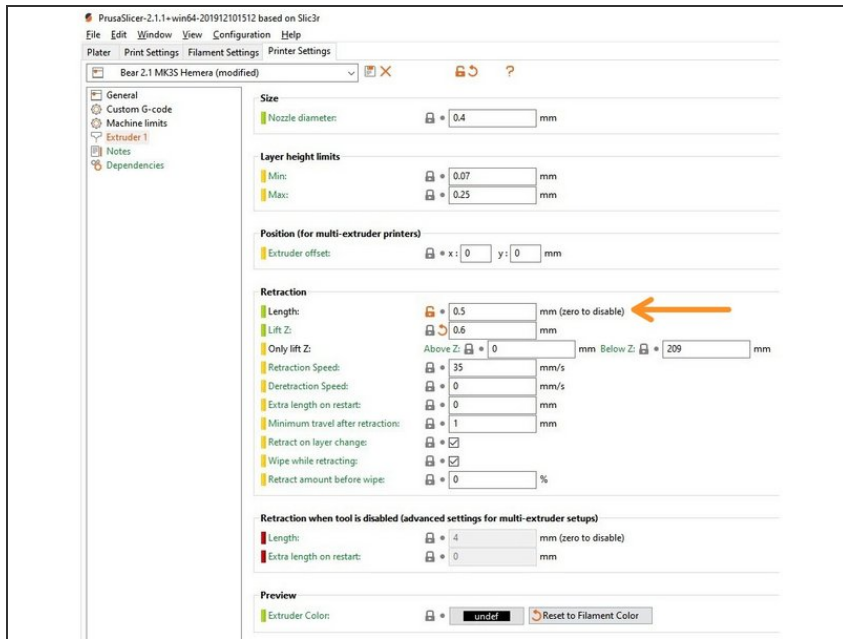 PrusaSlicer-2.1.1+win64-201912101512 based on Slic3r
File Edit Window View Configuration Help
Plater Print Settings Filament Settings Printer Settings
Bear 2.1 MK3S Hemera (modified) ?
General
Custom G-code
Machine limits
Extruder 1
Notes
Dependencies
Size
Nozzle diameter: 0.4 mm
Layer height limits
Min: 0.07 mm
Max: 0.25 mm
Position (for multi-extruder printers)
Extruder offset: x: 0 y: 0 mm
Retraction
Length: 0.5 mm (zero to disable)
Lift Z: 0.6 mm
Only lift Z: Above Z: 0 mm Below Z: 209 mm
Retraction Speed: 35 mm/s
Deretraction Speed: 0 mm/s
Extra length on restart: 0 mm
Minimum travel after retraction: 1 mm
Retract on layer change:
Wipe while retracting:
Retract amount before wipe: 0 %
Retraction when tool is disabled (advanced settings for multi-extruder setups)
Length: 4 mm (zero to disable)
Extra length on restart: 0 mm
Preview
Extruder Color: undef Reset to Filament Color